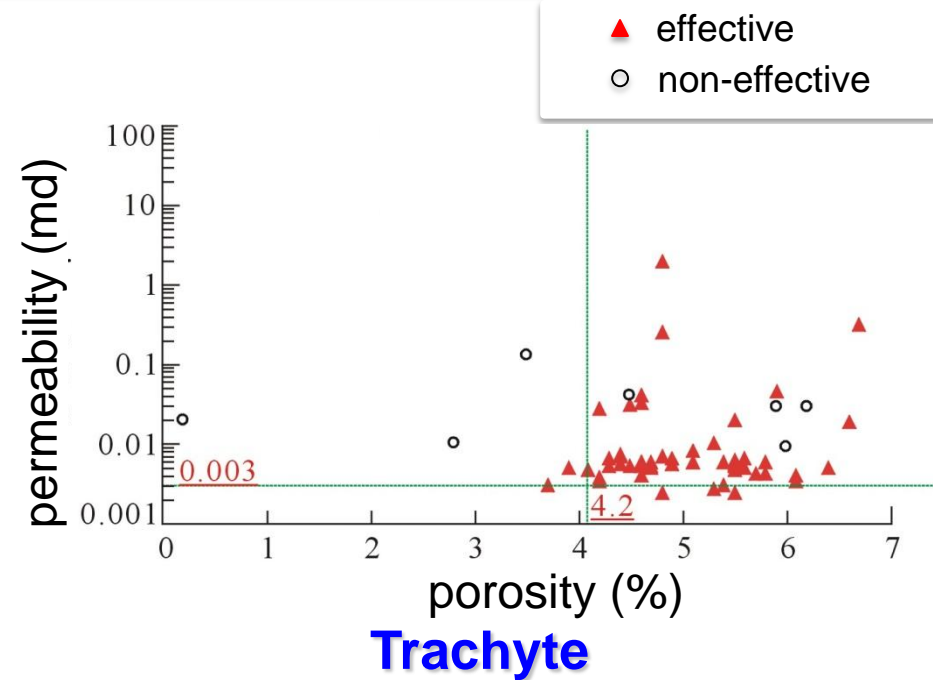 effective
non-effective
permeability (md)
100
10
1
0.1
0.01
0.001
0.003
4.2
0 1 2 3 4 5 6 7
porosity (%)
Trachyte